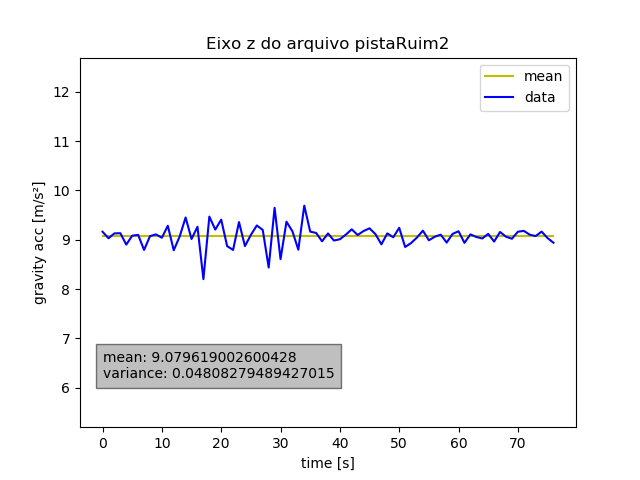 Eixo z do arquivo pistaRuim2
mean
data
12
11
10
9
8
7
6
gravity acc [m/s²]
mean: 9.079619002600428
variance: 0.04808279489427015
0 10 20 30 40 50 60 70
time [s]